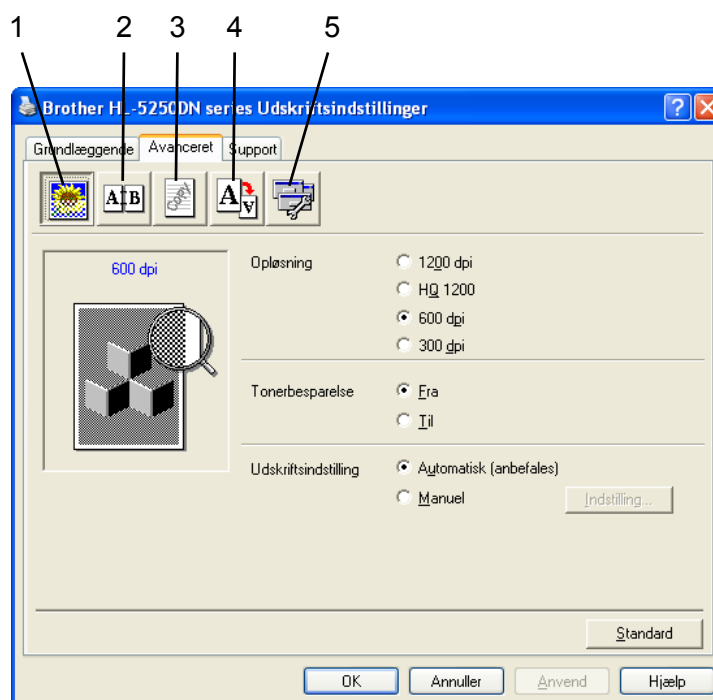 1 2 3 4 5
Brother HL-5250DN series Udskriftsindstillinger
Grundlæggende Avanceret Support
A B COPY A A
600 dpi
Opløsning
1200 dpi
HQ 1200
600 dpi
300 dpi
Tonerbesparelse
Fra
Til
Udskriftsindstilling
Automatisk (anbefales)
Manuel Indstilling...
Standard
OK Annuller Anvend Hjælp